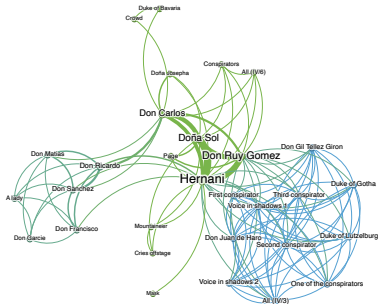 Duke of Bavaria
Crowd
Conspirators
All (IV/6)
Doña Josepha
Don Carlos
Doña Sol
Don Matias
Page
Don Ruy Gomez
Don Gil Tellez Giron
Don Ricardo
Hernani
Duke of Gotha
Don Sanchez
First conspirator
Third conspirator
A lady
Voice in shadows 1
Mountaineer
Don Francisco
Duke of Lutzelburg
Don Garcie
Don Juan de Haro
Second conspirator
Cries offstage
Voice in shadows 2
One of the conspirators
Mask
All (IV/3)